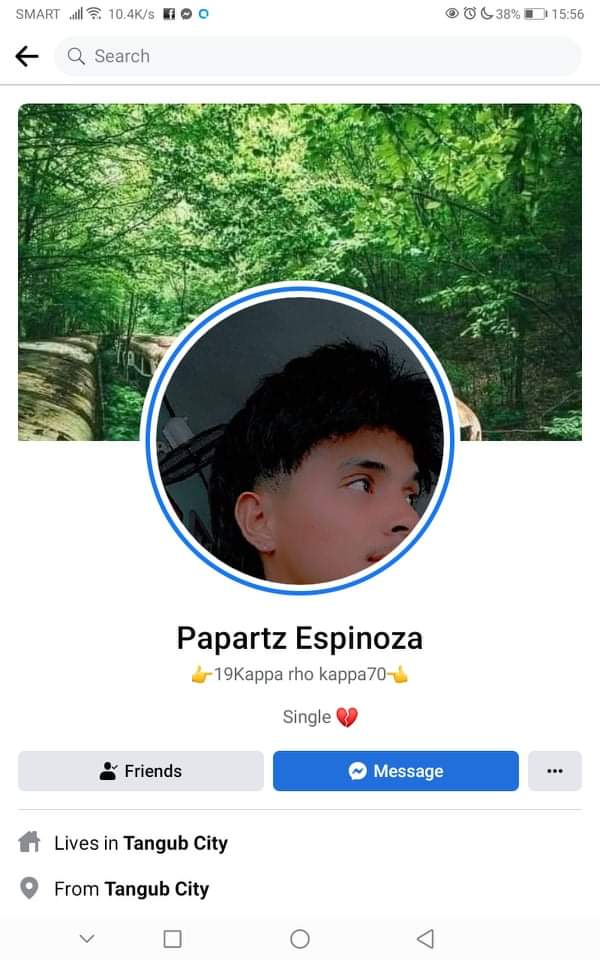 SMART 10.4K/s 38% 15:56
Search
Papartz Espinoza
👉19Kappa rho kappa70👈
Single 💔
Friends
Message
Lives in Tangub City
From Tangub City